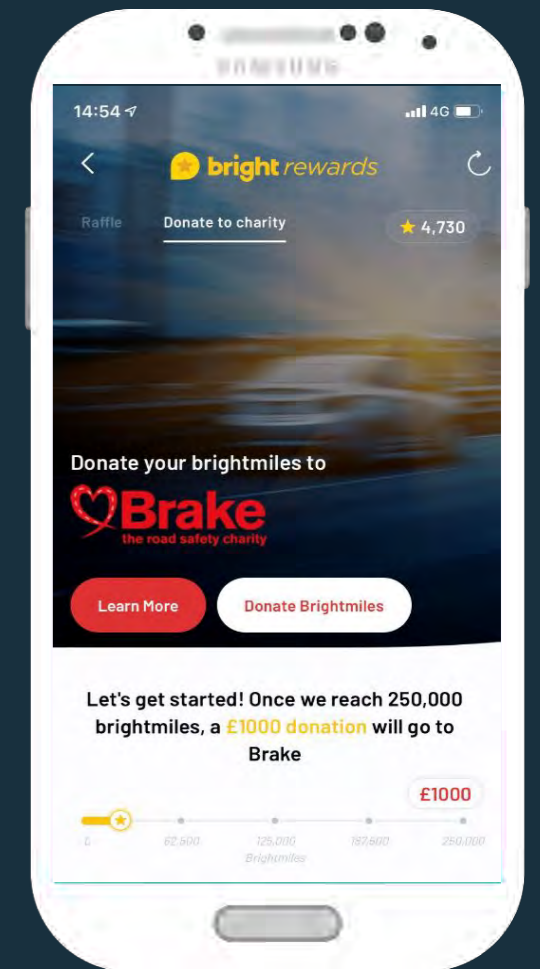 SAMSUNG
14:54
4G
bright rewards
Raffle
Donate to charity
4,730
Donate your brightmiles to
Brake
the road safety charity
Learn More
Donate Brightmiles
Let's get started! Once we reach 250,000
brightmiles, a £1000 donation will go to
Brake
£1000
0 62,500 125,000 187,500 250,000
Brightmiles